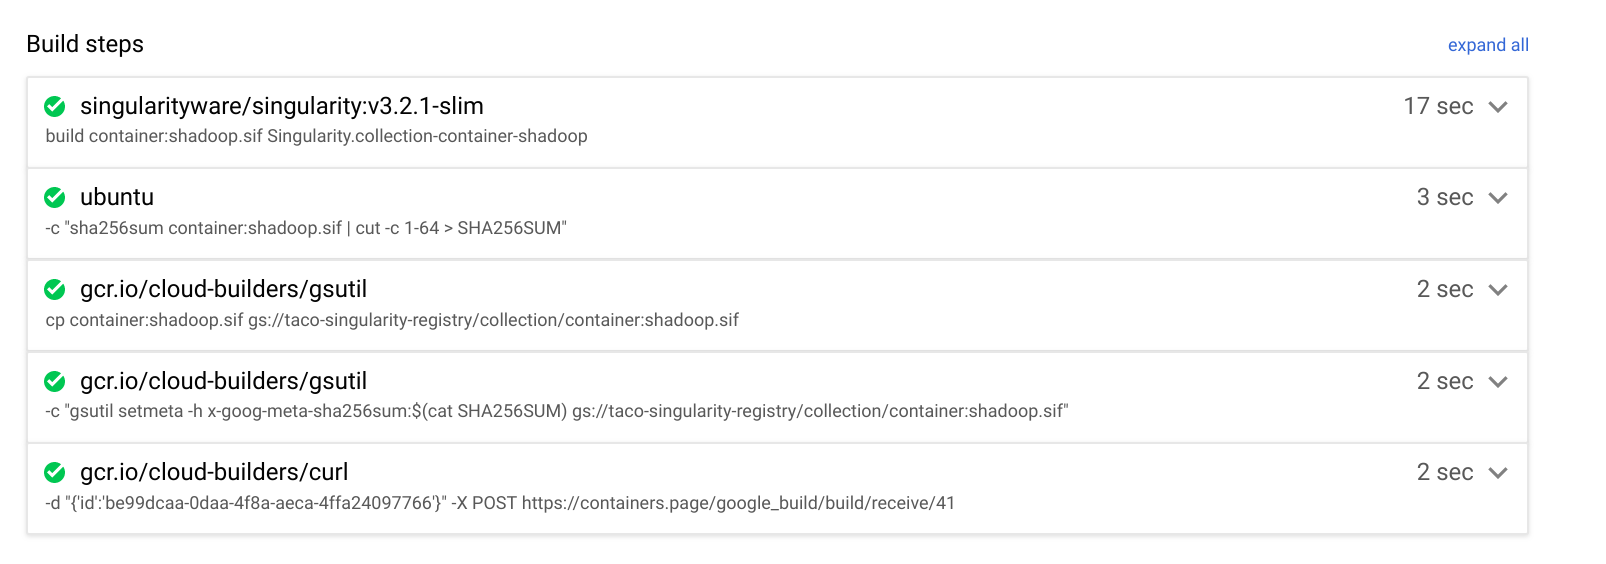 Build steps
expand all
singularityware/singularity:v3.2.1-slim
17 sec
build container:shadoop.sif Singularity.collection-container-shadoop
ubuntu
3 sec
-c "sha256sum container:shadoop.sif | cut -c 1-64 > SHA256SUM"
gcr.io/cloud-builders/gsutil
2 sec
cp container:shadoop.sif gs://taco-singularity-registry/collection/container:shadoop.sif
gcr.io/cloud-builders/gsutil
2 sec
-c "gsutil setmeta -h x-goog-meta-sha256sum:$(cat SHA256SUM) gs://taco-singularity-registry/collection/container:shadoop.sif"
gcr.io/cloud-builders/curl
2 sec
-d "{'id':'be99dcaa-0daa-4f8a-aeca-4ffa24097766'}" -X POST https://containers.page/google_build/build/receive/41